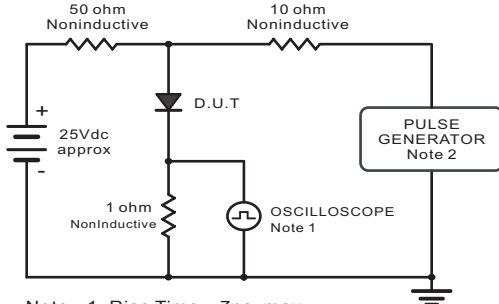 50 ohm
Noninductive
10 ohm
Noninductive
D.U.T
+
25Vdc
approx
-
PULSE
GENERATOR
Note 2
1 ohm
NonInductive
OSCILLOSCOPE
Note 1